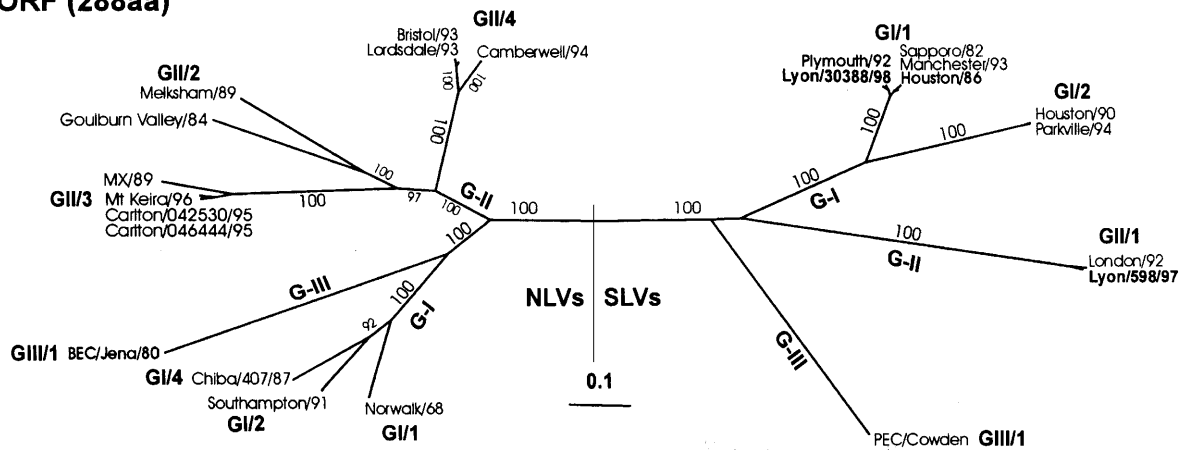 ORF (288aa)
GII/4
Bristol/93
Lordsdale/93
Camberwell/94
100
100
100
GII/2
Melksham/89
Goulburn Valley/84
100
97
GII/3
MX/89
Mt Keira/96
Carlton/042530/95
Carlton/046444/95
100
G-II
100
100
100
G-III
100
G-I
92
GIII/1 BEC/Jena/80
GI/4 Chiba/407/87
Southampton/91
GI/2
Norwalk/68
GI/1
NLVs
SLVs
0.1
GI/1
Plymouth/92
Lyon/30388/98
Sapporo/82
Manchester/93
Houston/86
100
GI/2
Houston/90
Parkville/94
100
100
G-I
100
100
G-II
GII/1
London/92
Lyon/598/97
G-III
PEC/Cowden GIII/1